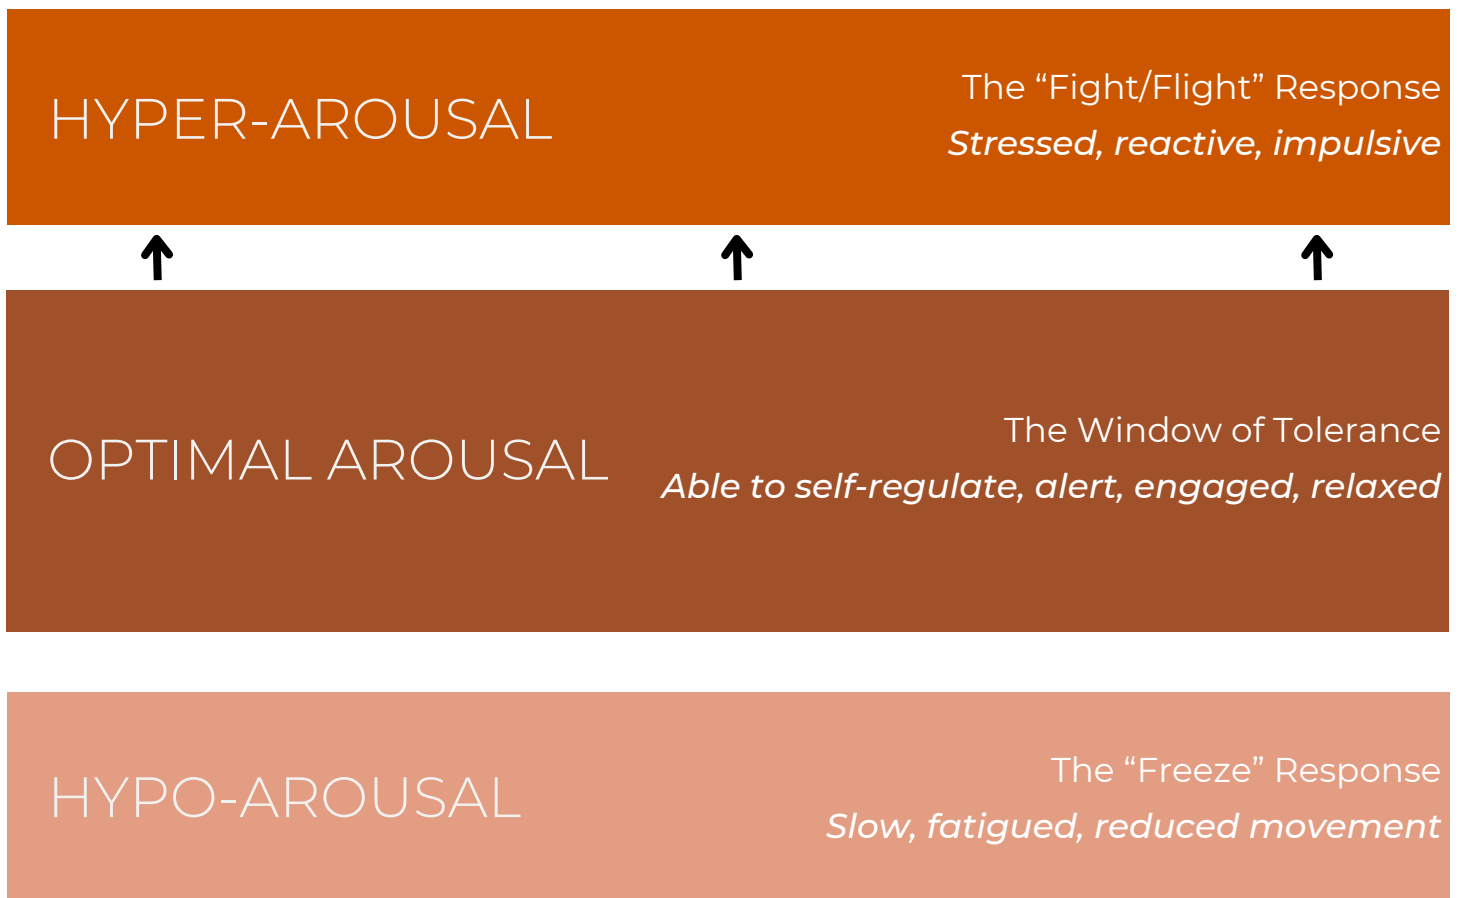 HYPER-AROUSAL
The “Fight/Flight” Response
Stressed, reactive, impulsive
OPTIMAL AROUSAL
The Window of Tolerance
Able to self-regulate, alert, engaged, relaxed
HYPO-AROUSAL
The “Freeze” Response
Slow, fatigued, reduced movement